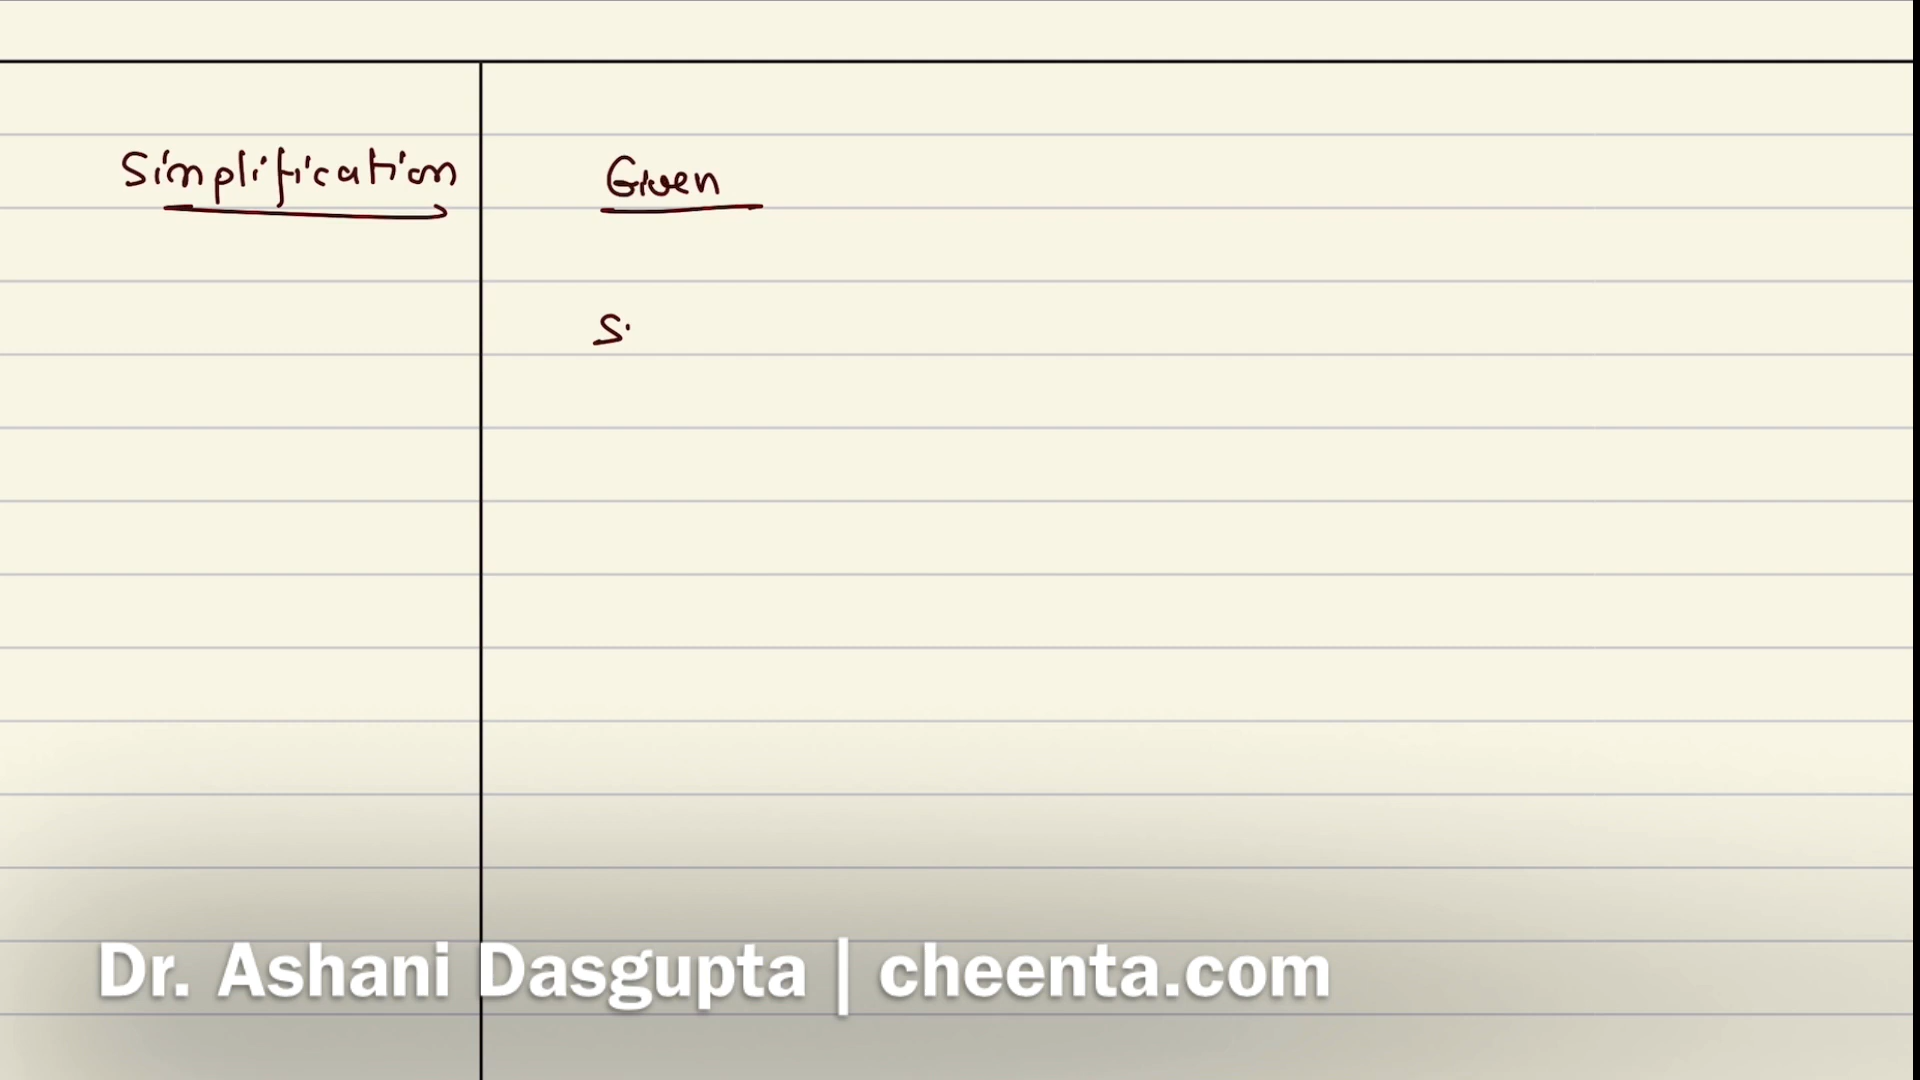 Simplification
Given
S.
Dr. Ashani Dasgupta | cheenta.com